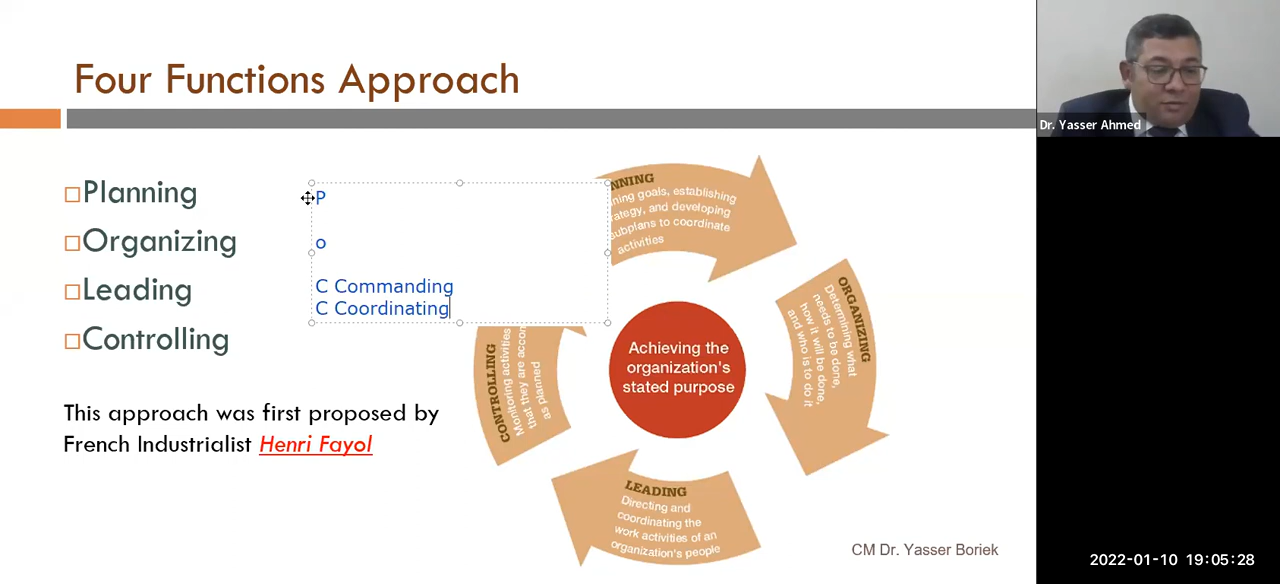 Four Functions Approach
Planning
Organizing
Leading
Controlling
This approach was first proposed by
French Industrialist Henri Fayol
P
o
C Commanding
C Coordinating
NNING
ning goals, establishing
rategy, and developing
subplans to coordinate
activities
ORGANIZING
Determining what
needs to be done,
how it will be done,
and who is to do it
LEADING
Directing and
coordinating the
work activities of an
organization's people
CONTROLLING
Monitoring activities
that they are accom
as planned
Achieving the
organization's
stated purpose
CM Dr. Yasser Boriek
Dr. Yasser Ahmed
2022-01-10 19:05:28